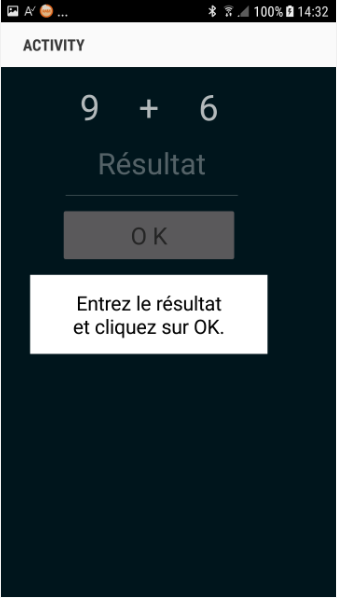 A ... 100% 14:32
ACTIVITY
9 + 6
Résultat
OK
Entrez le résultat
et cliquez sur OK.